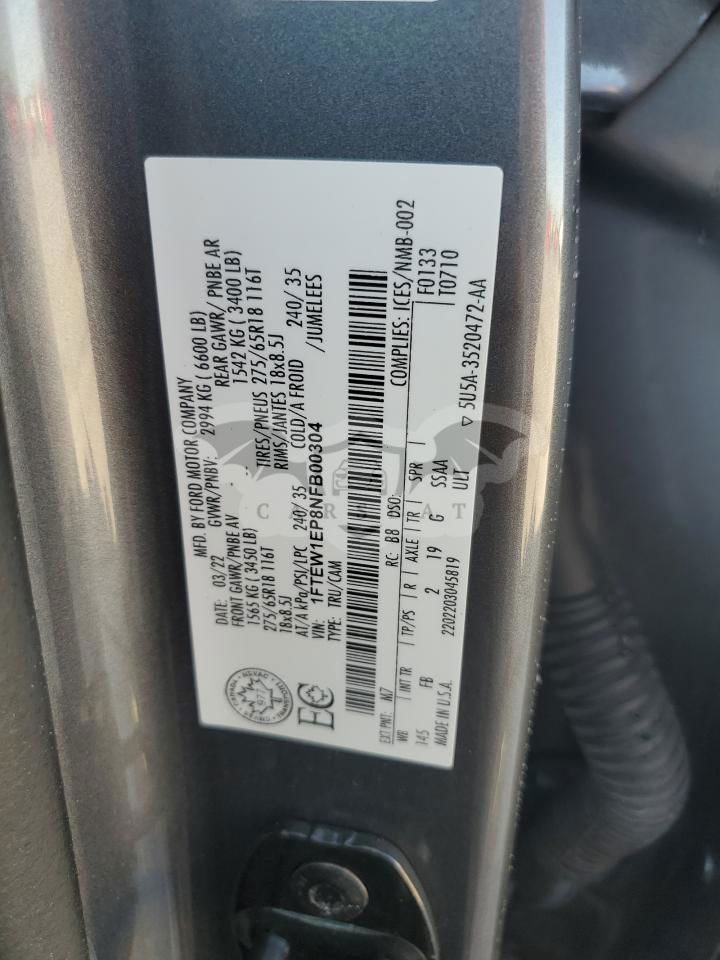 MFD. BY FORD MOTOR COMPANY
DATE: 03/22 GVWR/PNBV: 2994 KG ( 6600 LB)
FRONT GAWR/PNBE AV REAR GAWR/ PNBE AR
1565 KG ( 3450 LB) 1542 KG ( 3400 LB)
275/65R18 116T TIRES/PNEUS 275/65R18 116T
18x8.5J RIMS/JANTES 18x8.5J
AT/A kPa/PSI/LPC 240/ 35 COLD/A FROID 240/ 35
VIN: 1FTEW1EP8NFB00304 /JUMELEES
TYPE: TRU/CAM
EC
EXT PNT: M7 RC: B8 DSO: COMPLIES: ICES/NMB-002
WB INT TR TP/PS R AXLE TR SPR F0133
145 FB 2 19 G SSAA T0710
MADE IN U.S.A. 2202203045819 ULT ▽ 5U5A-3520472-AA
CARS BAT